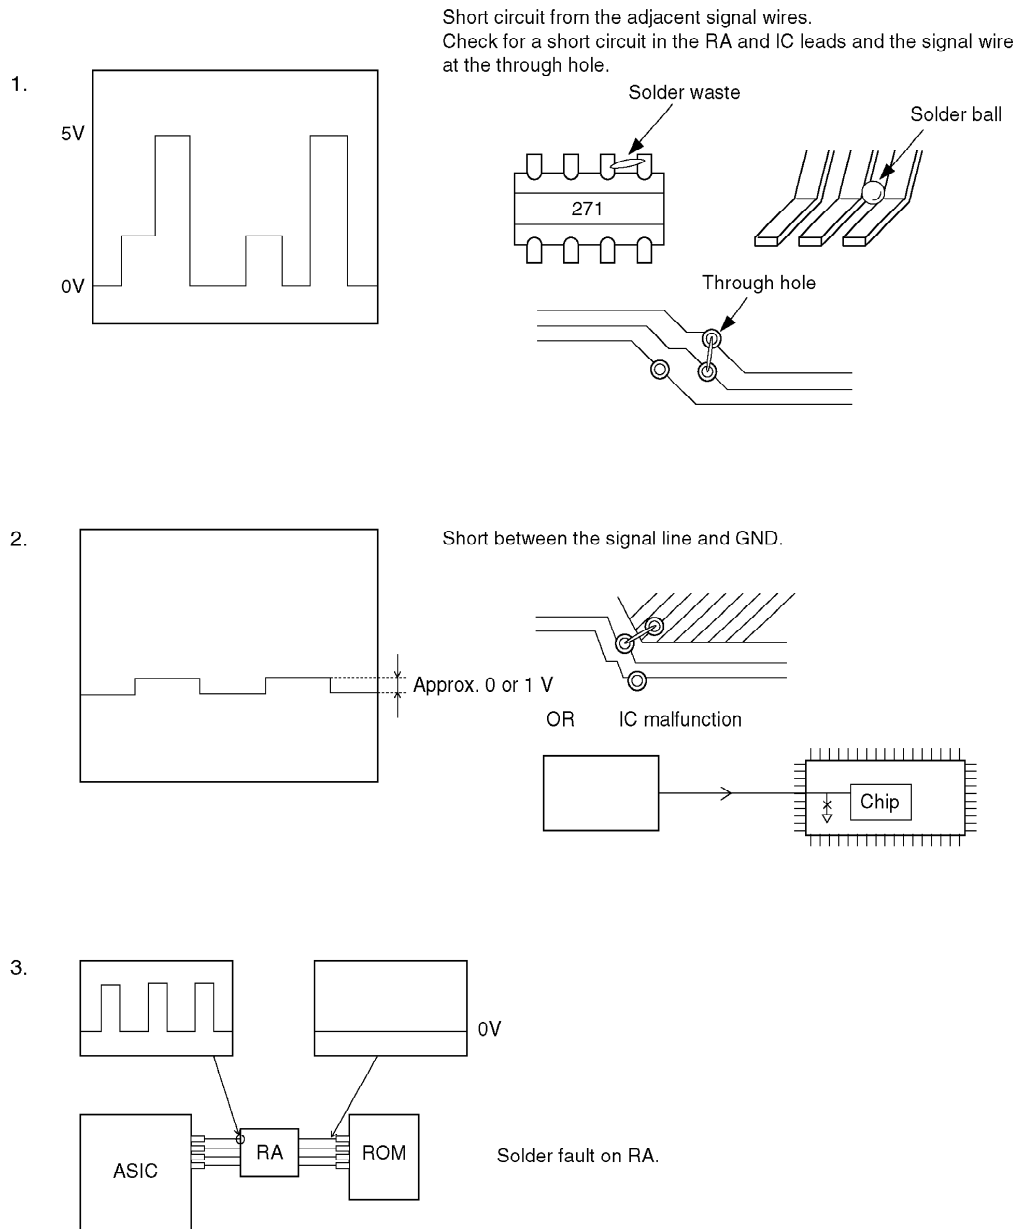 Short circuit from the adjacent signal wires.
Check for a short circuit in the RA and IC leads and the signal wire
at the through hole.
1.
5V
0V
Solder waste
Solder ball
271
Through hole
2.
Short between the signal line and GND.
Approx. 0 or 1 V
OR IC malfunction
Chip
3.
0V
ASIC
RA
ROM
Solder fault on RA.